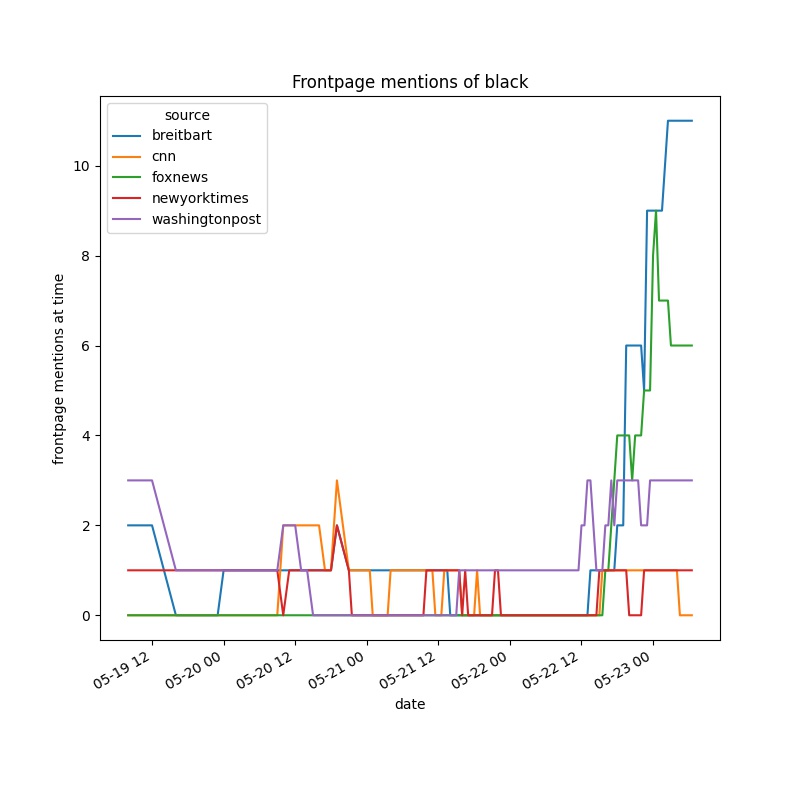 Frontpage mentions of black
source
breitbart
cnn
foxnews
newyorktimes
washingtonpost
frontpage mentions at time
10
8
6
4
2
0
05-19 12
05-20 00
05-20 12
05-21 00
05-21 12
05-22 00
05-22 12
05-23 00
date